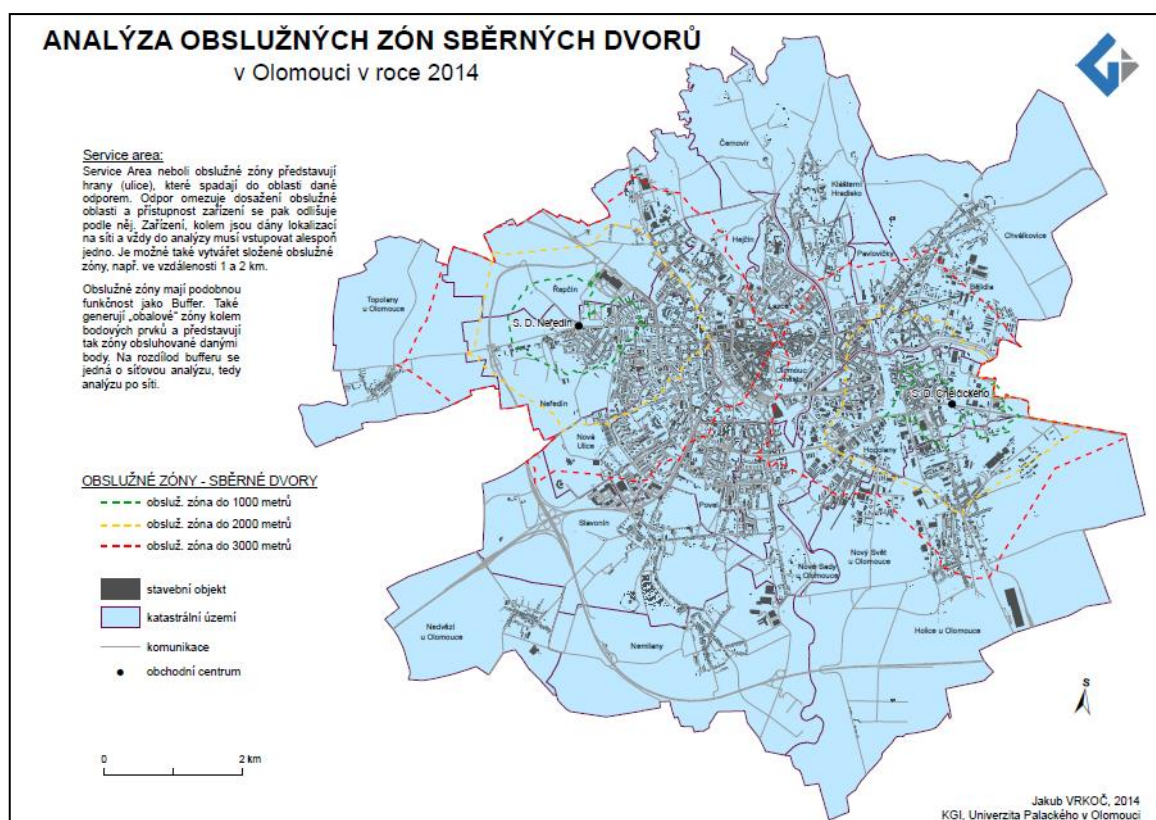 ANALÝZA OBSLUŽNÝCH ZÓN SBĚRNÝCH DVORŮ
v Olomouci v roce 2014
Service area:
Service Area neboli obslužné zóny představují
hrany (ulice), které spadají do oblasti dané
odporem. Odpor omezuje dosažení obslužné
oblasti a přístupnost zařízení se pak odlišuje
podle něj. Zařízení, kolem jsou dány lokalizací
na síti a vždy do analýzy musí vstupovat alespoň
jedno. Je možné také vytvářet složené obslužné
zóny, např. ve vzdálenosti 1 a 2 km.
Obslužné zóny mají podobnou
funkčnost jako Buffer. Také
generují „obalové“ zóny kolem
bodových prvků a představují
tak zóny obsluhované danými
body. Na rozdílod bufferu se
jedná o síťovou analýzu, tedy
analýzu po síti.
Černovír
Klášterní
Hradisko
Hejčín
Pavlovičky
Chválkovice
Řepčín
Topolany
u Olomouce
Lazce
Bělidla
S. D. Neředín
Olomouc
město
S. D. Chelčického
Neředín
Nová
Ulice
Hodolany
OBSLUŽNÉ ZÓNY - SBĚRNÉ DVORY
obsluž. zóna do 1000 metrů
obsluž. zóna do 2000 metrů
obsluž. zóna do 3000 metrů
Slavonín
Povel
Nový Svět
u Olomouce
Nové Sady
u Olomouce
stavební objekt
katastrální území
komunikace
obchodní centrum
Nedvězí
u Olomouce
Nemilany
Holice u Olomouce
S
0
2 km
Jakub VRKOČ, 2014
KGI, Univerzita Palackého v Olomouci